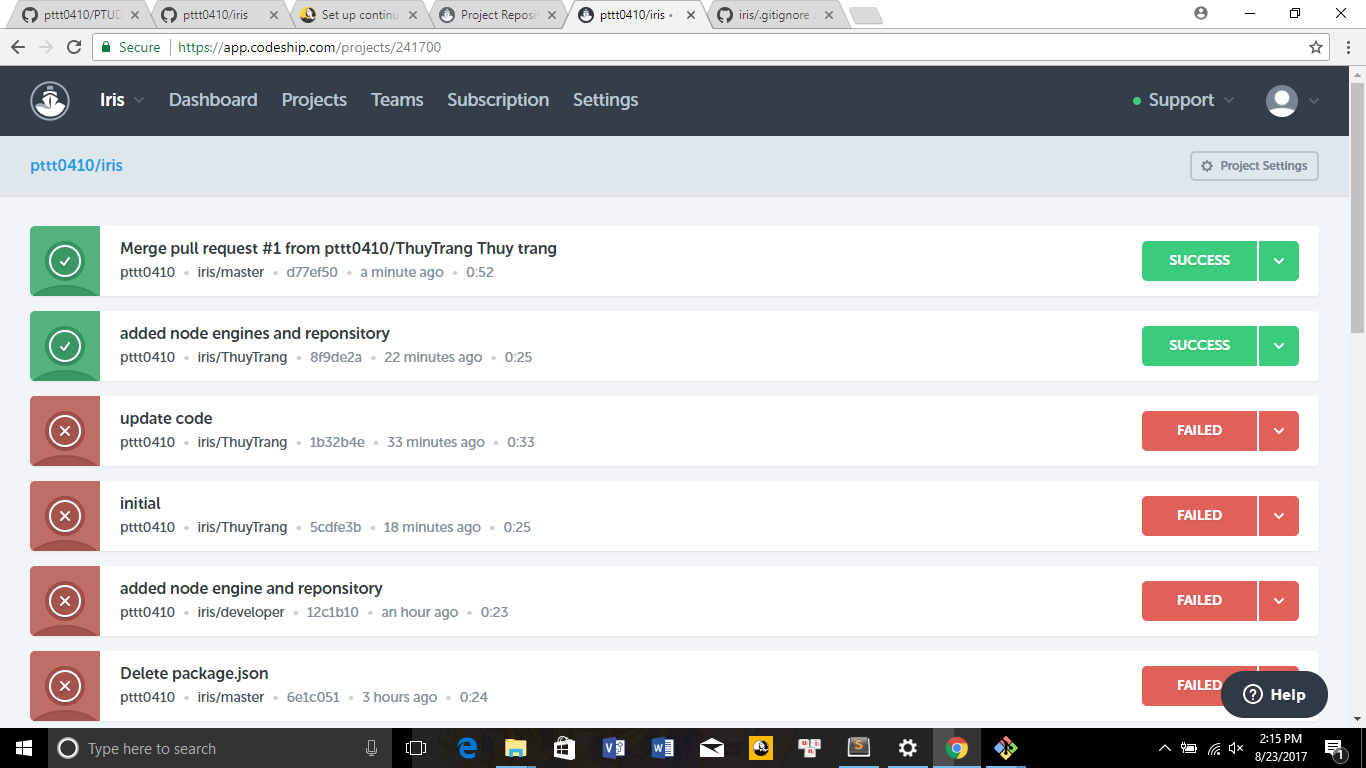 pttt0410/PTUD
pttt0410/iris
Set up continu
Project Reposit
pttt0410/iris •
iris/.gitignore
Secure https://app.codeship.com/projects/241700
Iris Dashboard Projects Teams Subscription Settings Support
pttt0410/iris Project Settings
Merge pull request #1 from pttt0410/ThuyTrang Thuy trang
pttt0410 • iris/master • d77ef50 • a minute ago • 0:52
SUCCESS
added node engines and reponsitory
pttt0410 • iris/ThuyTrang • 8f9de2a • 22 minutes ago • 0:25
SUCCESS
update code
pttt0410 • iris/ThuyTrang • 1b32b4e • 33 minutes ago • 0:33
FAILED
initial
pttt0410 • iris/ThuyTrang • 5cdfe3b • 18 minutes ago • 0:25
FAILED
added node engine and reponsitory
pttt0410 • iris/developer • 12c1b10 • an hour ago • 0:23
FAILED
Delete package.json
pttt0410 • iris/master • 6e1c051 • 3 hours ago • 0:24
FAILED
Help
Type here to search
2:15 PM
8/23/2017
1